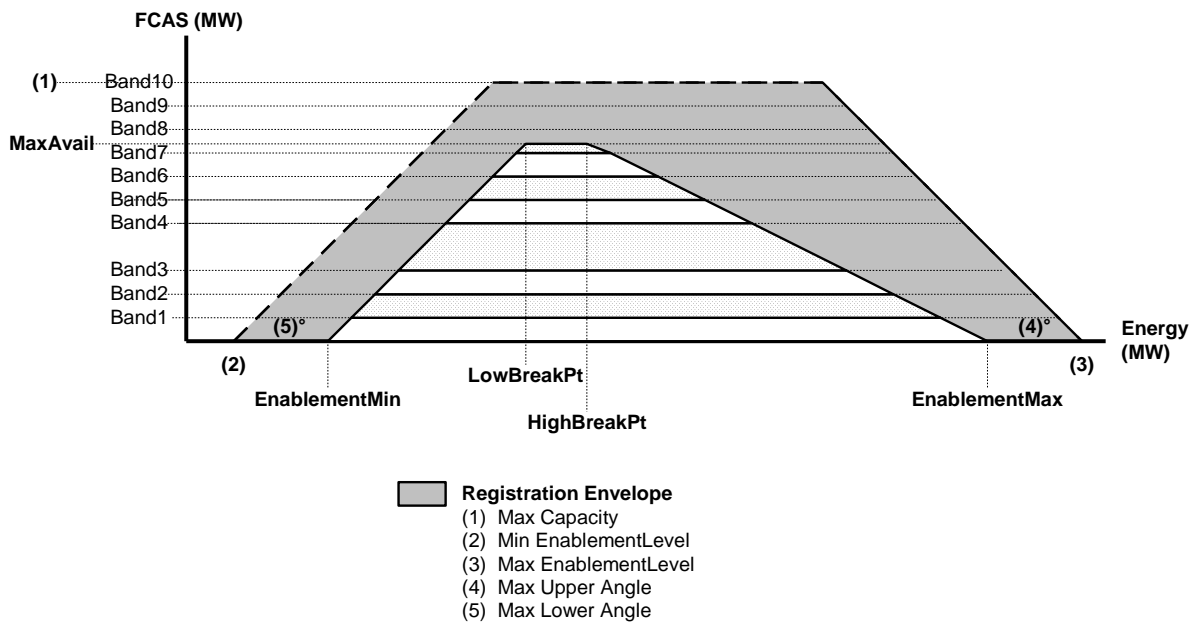 FCAS (MW)
(1)
Band10
Band9
Band8
MaxAvail
Band7
Band6
Band5
Band4
Band3
Band2
Band1
(5)°
(4)°
Energy
(MW)
(2)
(3)
LowBreakPt
EnablementMin
EnablementMax
HighBreakPt
Registration Envelope
(1) Max Capacity
(2) Min EnablementLevel
(3) Max EnablementLevel
(4) Max Upper Angle
(5) Max Lower Angle